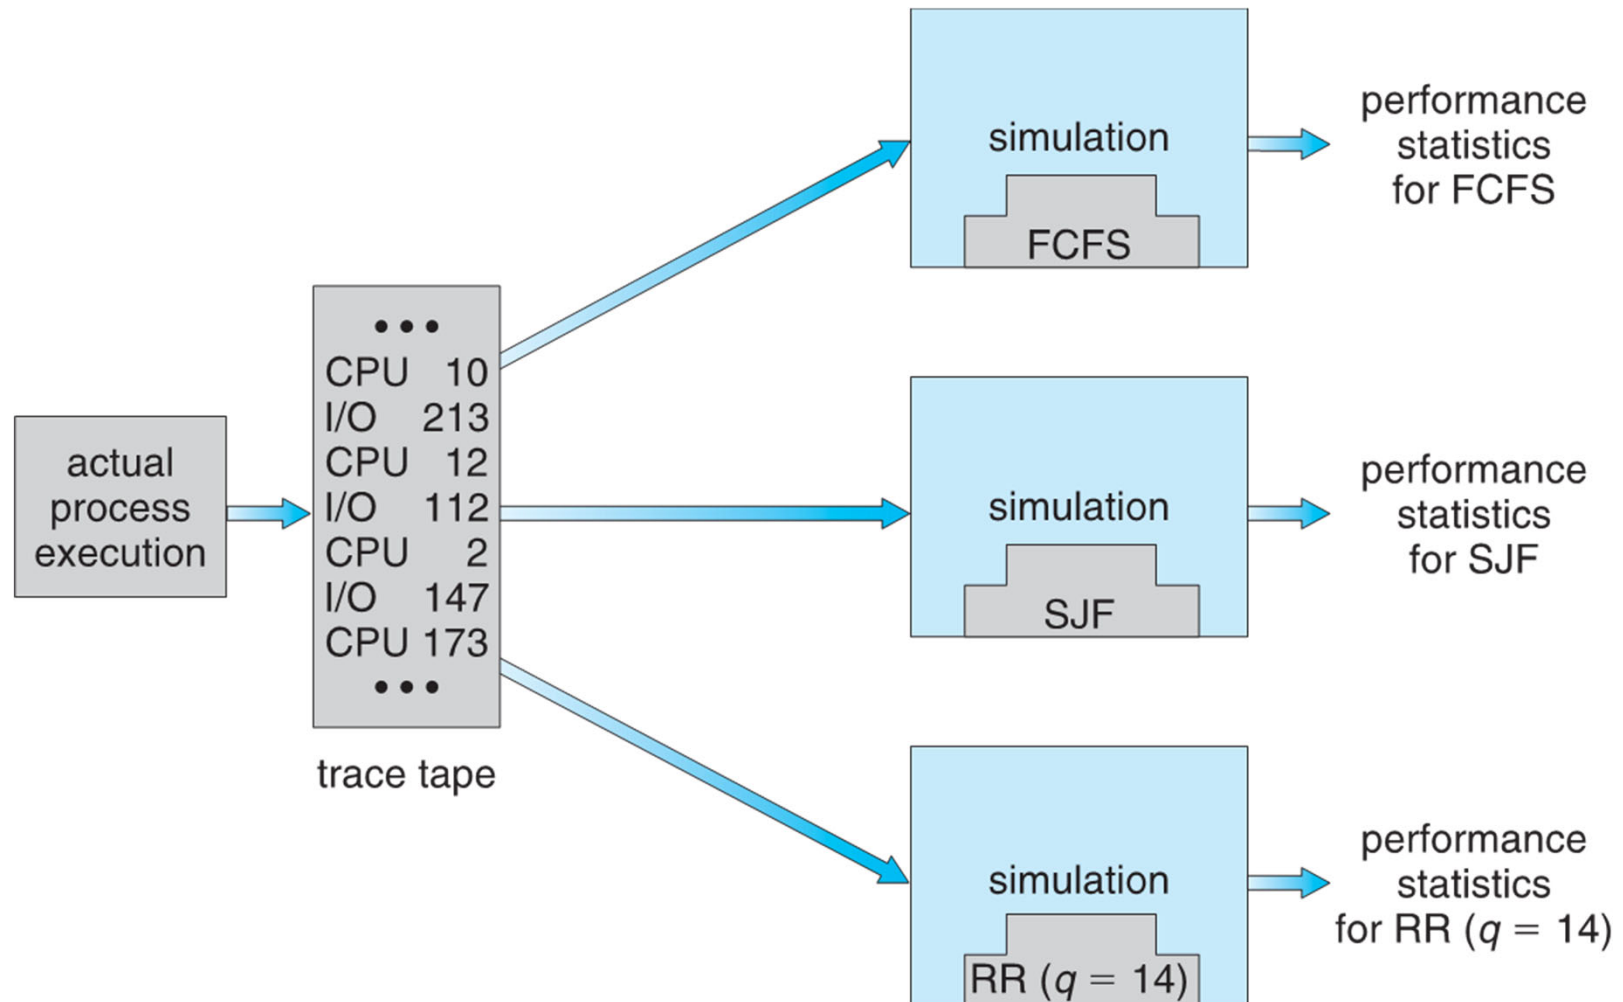 actual
process
execution
•••
CPU 10
I/O 213
CPU 12
I/O 112
CPU 2
I/O 147
CPU 173
•••
trace tape
simulation
FCFS
performance
statistics
for FCFS
simulation
SJF
performance
statistics
for SJF
simulation
RR (q = 14)
performance
statistics
for RR (q = 14)